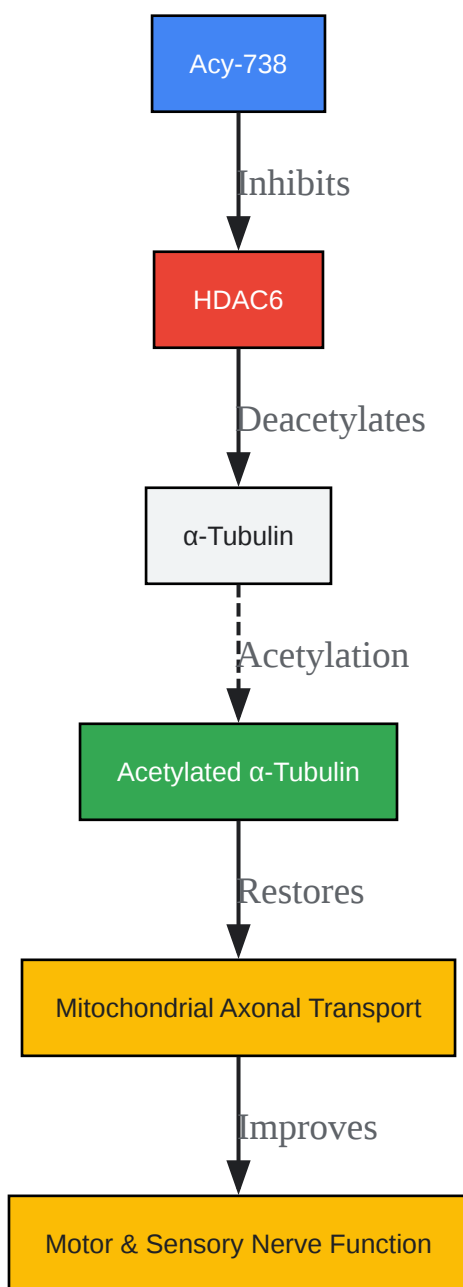 Acy-738
Inhibits
HDAC6
Deacetylates
α-Tubulin
Acetylation
Acetylated α-Tubulin
Restores
Mitochondrial Axonal Transport
Improves
Motor & Sensory Nerve Function